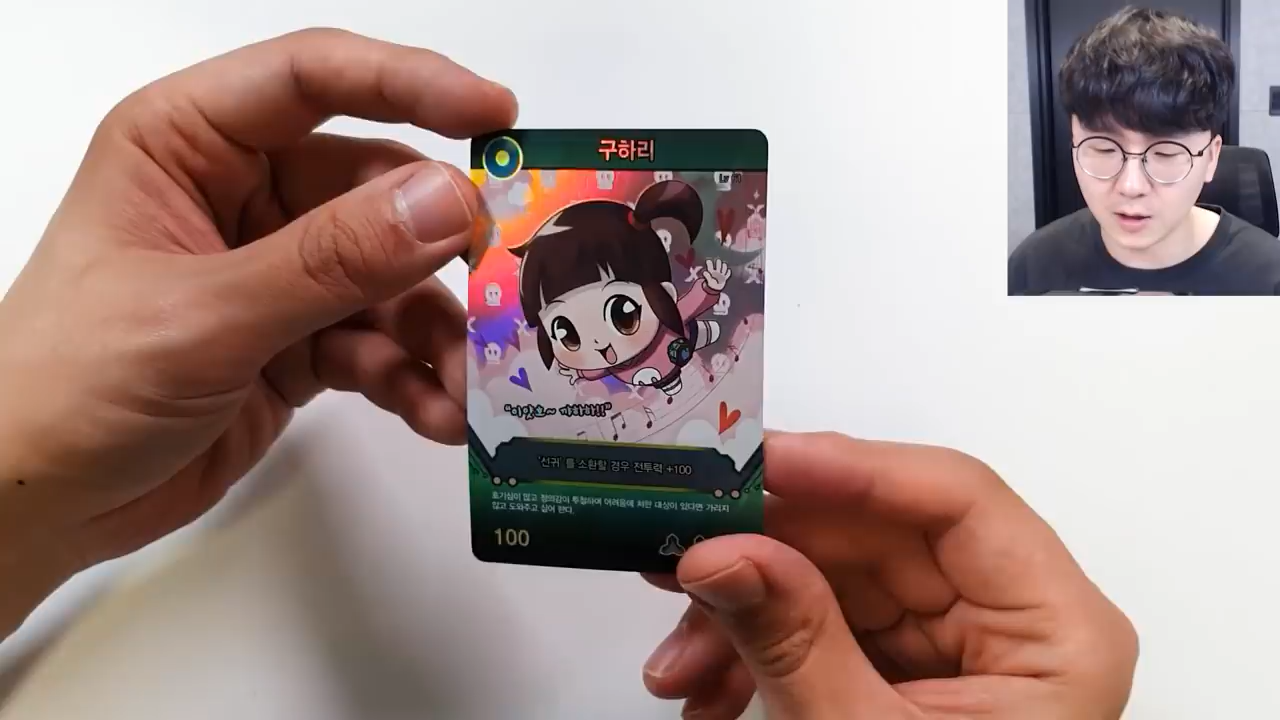 구하리
"이얏호~ 까하하!!"
'선귀' 를 소환할 경우 전투력 +100
호기심이 많고 정의감이 투철하며 어려움에 처한 대상이 있다면 가리지
않고 도와주고 싶어 한다.
100